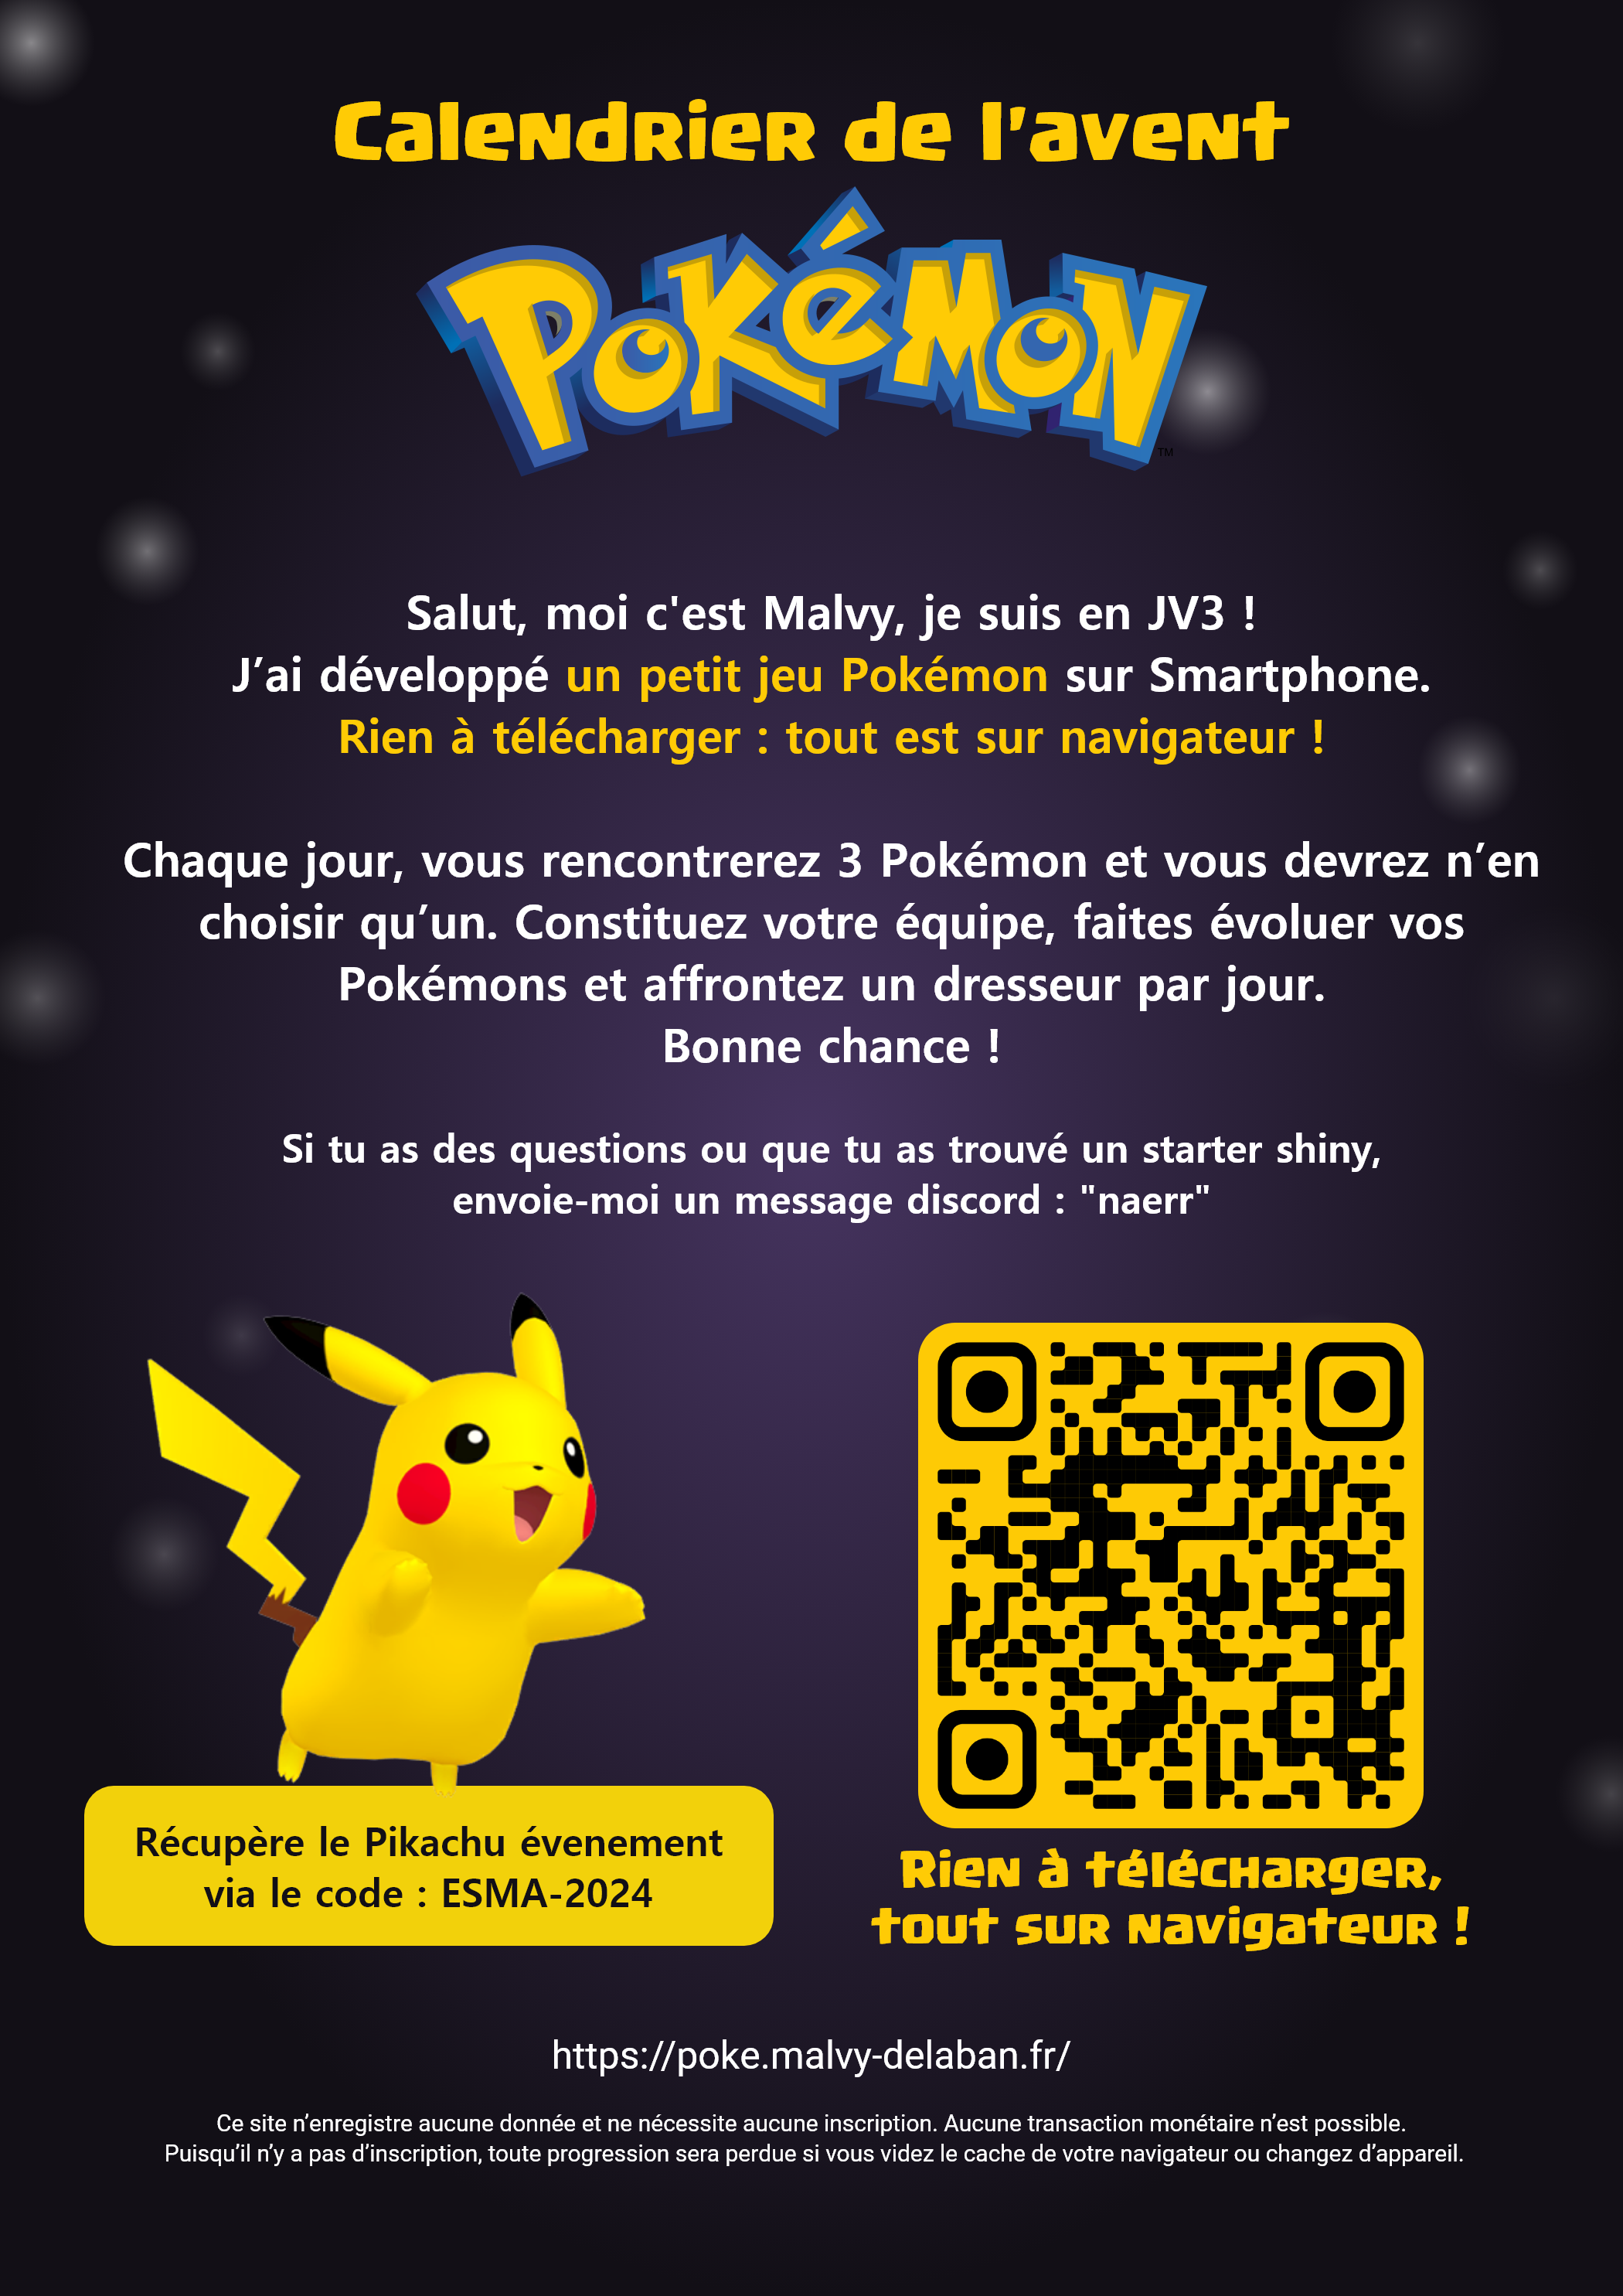 Calendrier de l'avent
Pokémon
TM
Salut, moi c'est Malvy, je suis en JV3 !
J’ai développé un petit jeu Pokémon sur Smartphone.
Rien à télécharger : tout est sur navigateur !
Chaque jour, vous rencontrerez 3 Pokémon et vous devrez n’en
choisir qu’un. Constituez votre équipe, faites évoluer vos
Pokémons et affrontez un dresseur par jour.
Bonne chance !
Si tu as des questions ou que tu as trouvé un starter shiny,
envoie-moi un message discord : "naerr"
Récupère le Pikachu évenement
via le code : ESMA-2024
Rien à télécharger,
tout sur navigateur !
https://poke.malvy-delaban.fr/
Ce site n’enregistre aucune donnée et ne nécessite aucune inscription. Aucune transaction monétaire n’est possible.
Puisqu’il n’y a pas d’inscription, toute progression sera perdue si vous videz le cache de votre navigateur ou changez d’appareil.